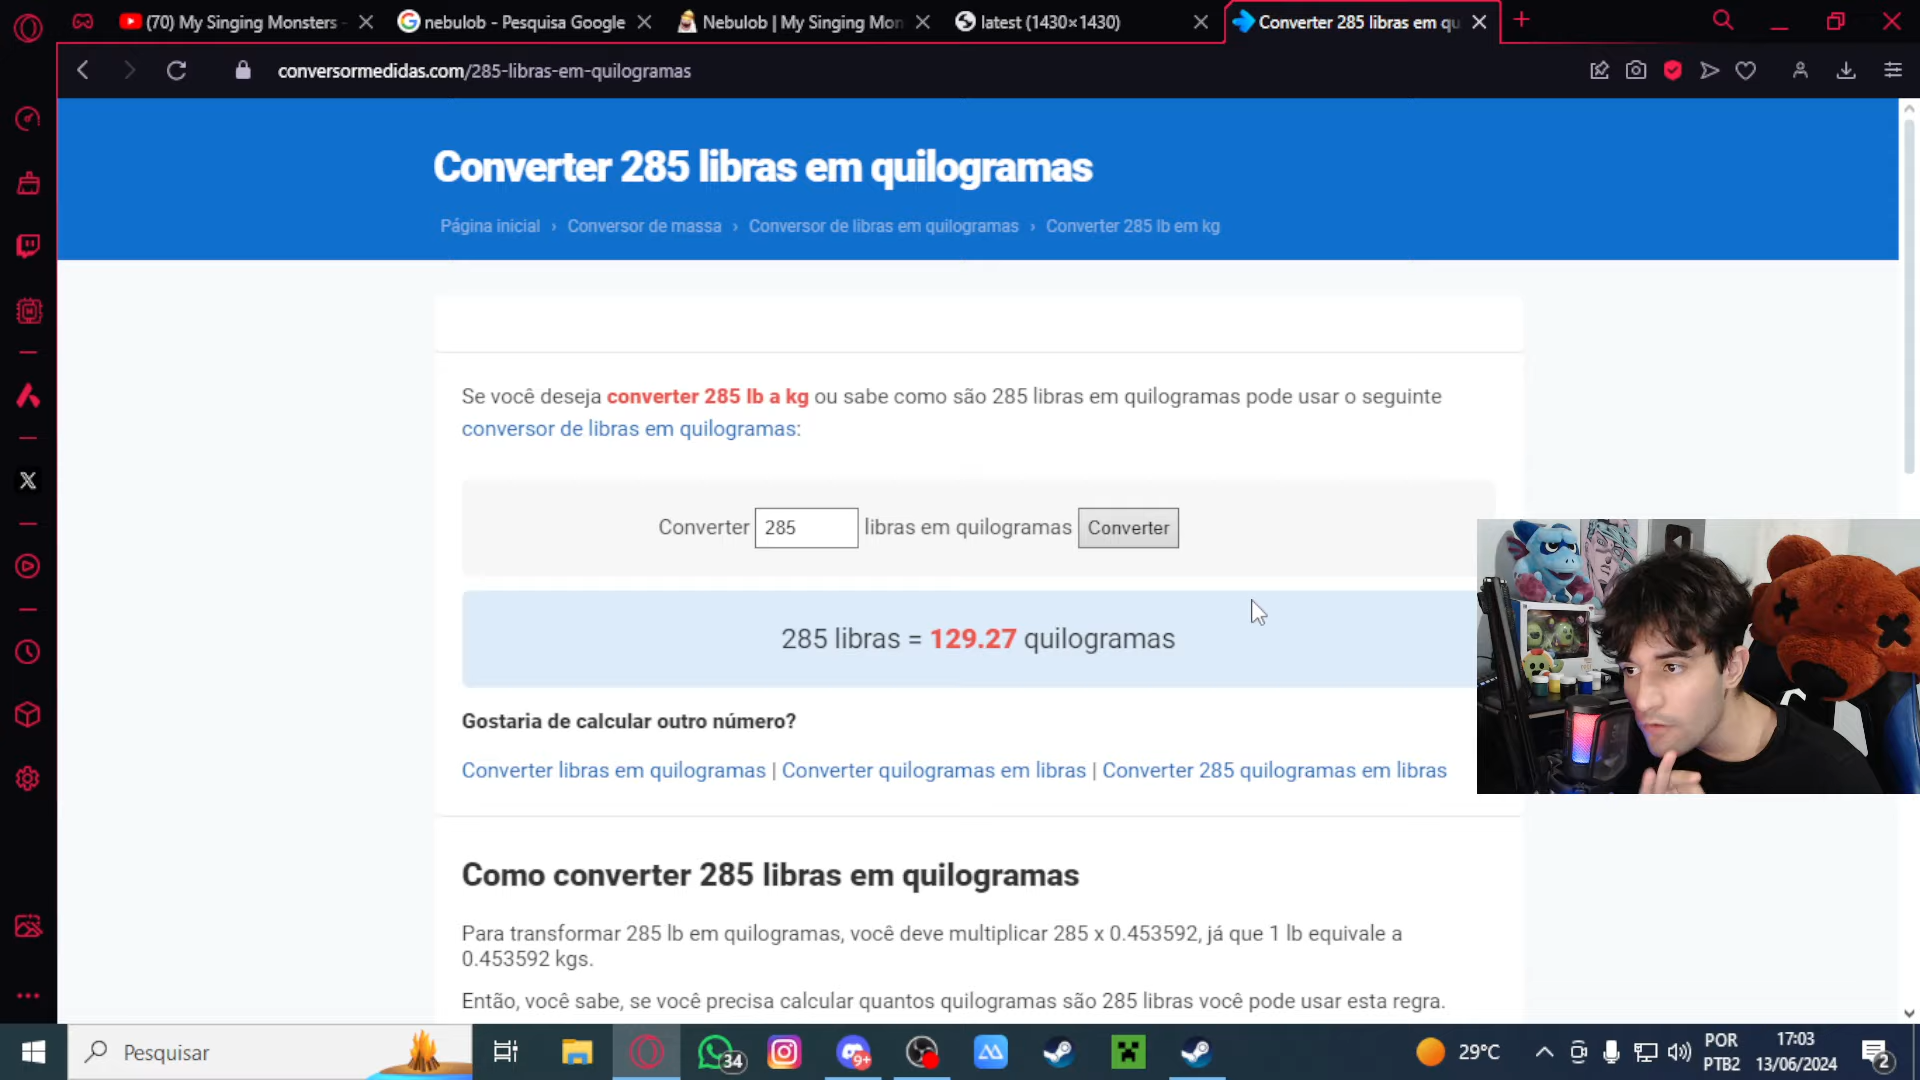 (70) My Singing Monsters -
nebulob - Pesquisa Google
Nebulob | My Singing Mon
latest (1430×1430)
Converter 285 libras em qu
conversormedidas.com/285-libras-em-quilogramas
Converter 285 libras em quilogramas
Página inicial › Conversor de massa › Conversor de libras em quilogramas › Converter 285 lb em kg
Se você deseja converter 285 lb a kg ou sabe como são 285 libras em quilogramas pode usar o seguinte
conversor de libras em quilogramas:
Converter 285 libras em quilogramas Converter
285 libras = 129.27 quilogramas
Gostaria de calcular outro número?
Converter libras em quilogramas | Converter quilogramas em libras | Converter 285 quilogramas em libras
Como converter 285 libras em quilogramas
Para transformar 285 lb em quilogramas, você deve multiplicar 285 x 0.453592, já que 1 lb equivale a
0.453592 kgs.
Então, você sabe, se você precisa calcular quantos quilogramas são 285 libras você pode usar esta regra.
Pesquisar
34
9+
29°C
POR
PTB2
17:03
13/06/2024
2